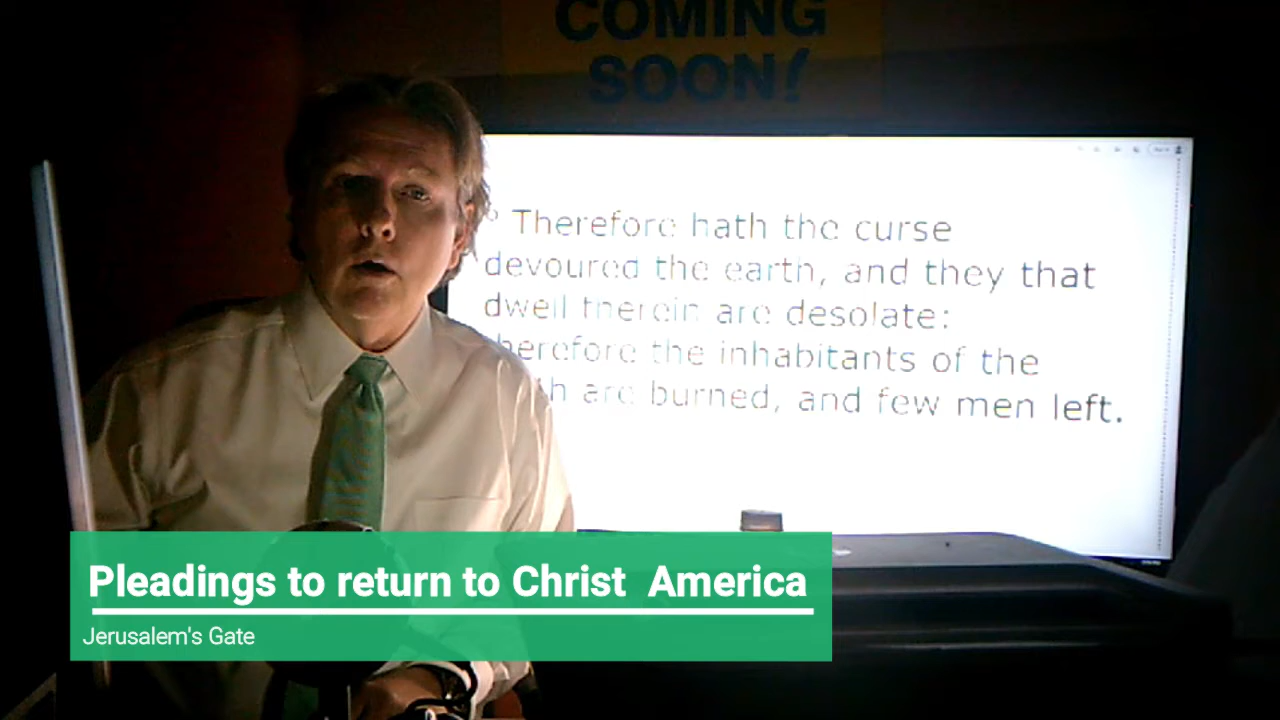 COMING
SOON!
Therefore hath the curse
devoured the earth, and they that
dwell therein are desolate:
herefore the inhabitants of the
th are burned, and few men left.
Pleadings to return to Christ America
Jerusalem's Gate